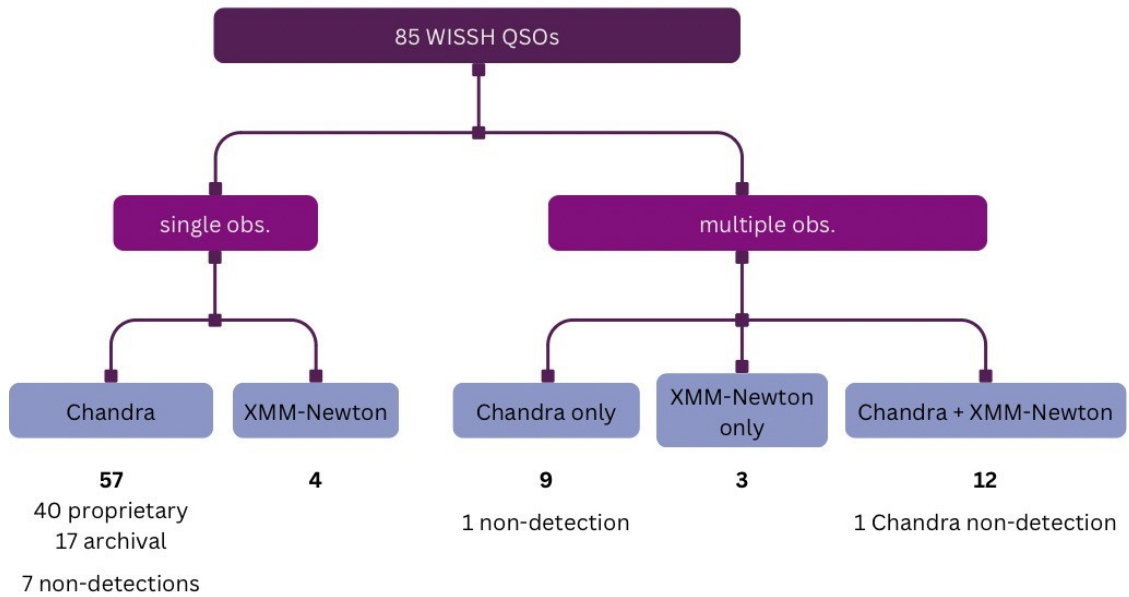 85 WISSH QSOs
single obs.
multiple obs.
Chandra
XMM-Newton
Chandra only
XMM-Newton
only
Chandra + XMM-Newton
57
40 proprietary
17 archival
7 non-detections
4
9
1 non-detection
3
12
1 Chandra non-detection